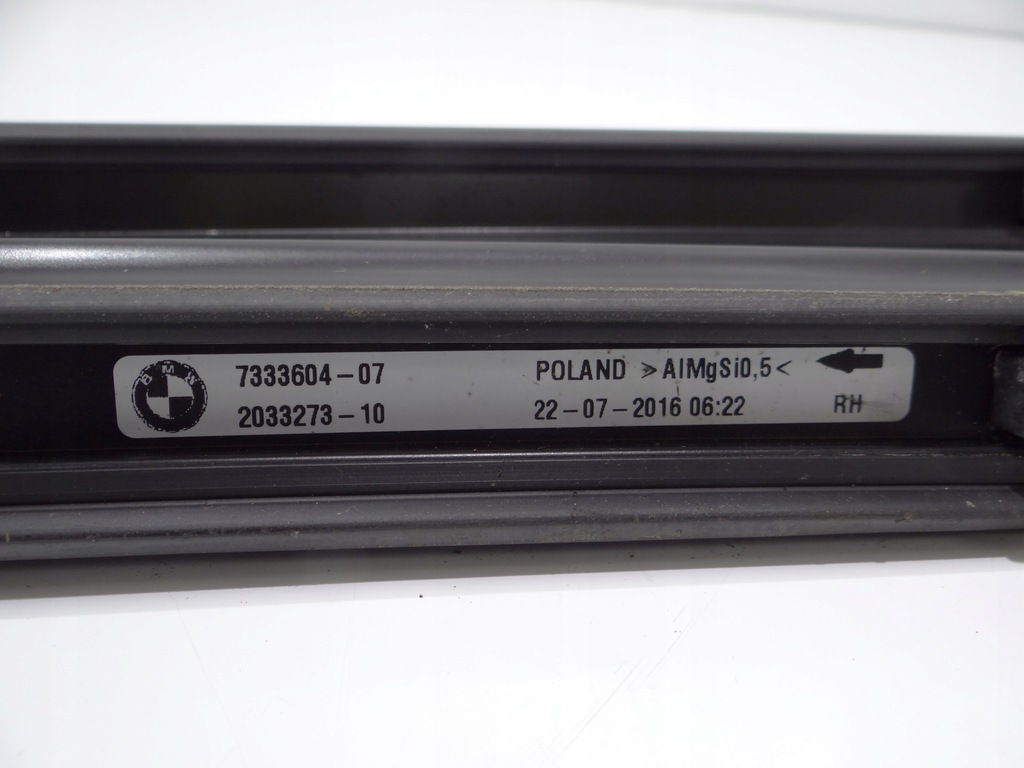 BMW
7333604-07
2033273-10
POLAND >AlMgSi0,5<
22-07-2016 06:22
RH